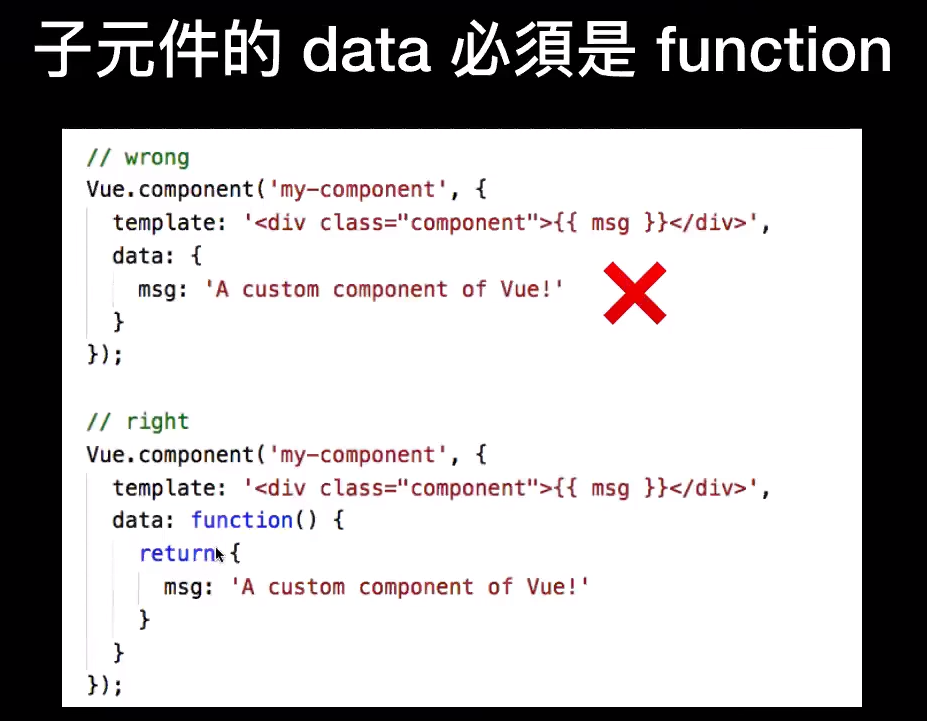 子元件的 data 必須是 function
// wrong
Vue.component('my-component', {
  template: '<div class="component">{{ msg }}</div>',
  data: {
    msg: 'A custom component of Vue!'
  }
});
// right
Vue.component('my-component', {
  template: '<div class="component">{{ msg }}</div>',
  data: function() {
    return {
      msg: 'A custom component of Vue!'
    }
  }
});